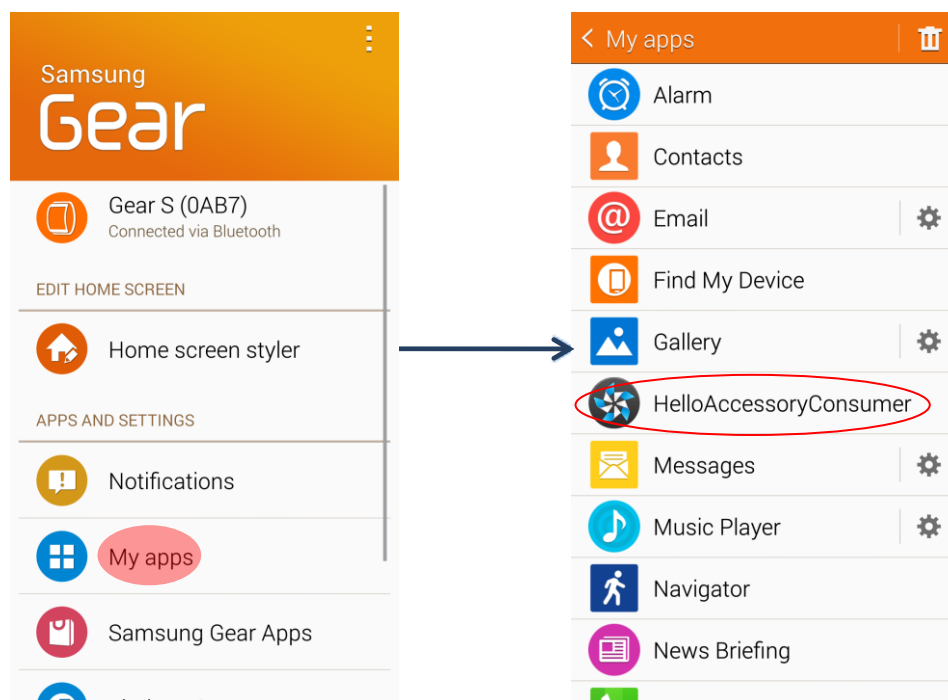 Samsung
Gear
Gear S (0AB7)
Connected via Bluetooth
EDIT HOME SCREEN
Home screen styler
APPS AND SETTINGS
Notifications
My apps
Samsung Gear Apps
My apps
Alarm
Contacts
Email
Find My Device
Gallery
HelloAccessoryConsumer
Messages
Music Player
Navigator
News Briefing